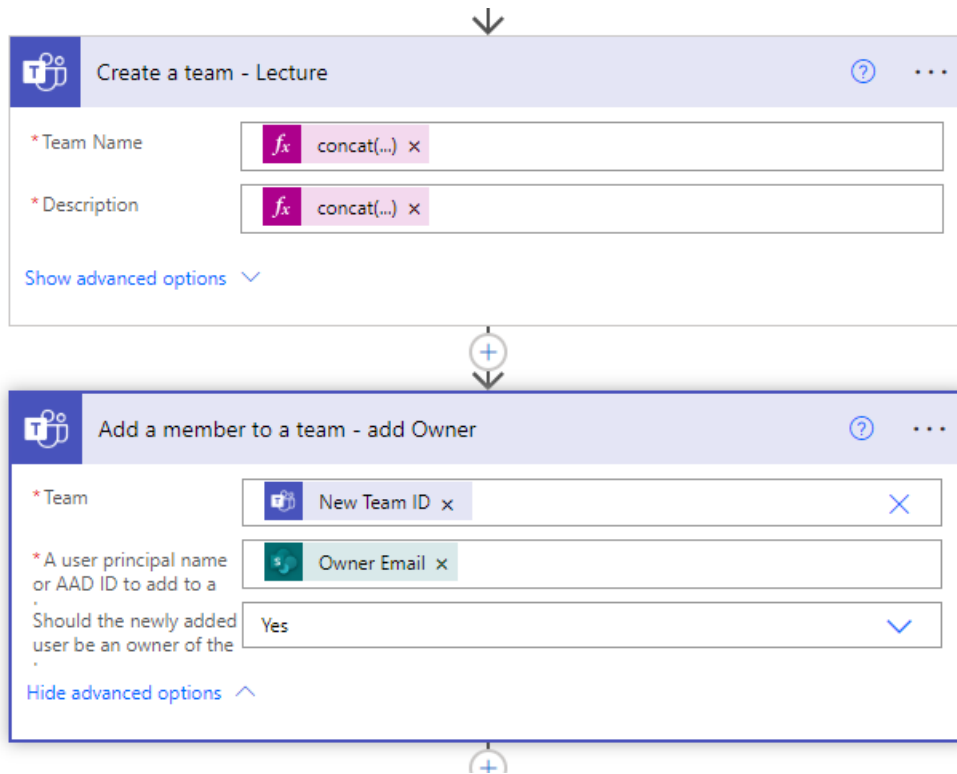 Create a team - Lecture
? ...
*Team Name
fx concat(...) ×
*Description
fx concat(...) ×
Show advanced options
Add a member to a team - add Owner
? ...
*Team
New Team ID ×
*A user principal name
or AAD ID to add to a
Owner Email ×
Should the newly added
user be an owner of the
Yes
Hide advanced options